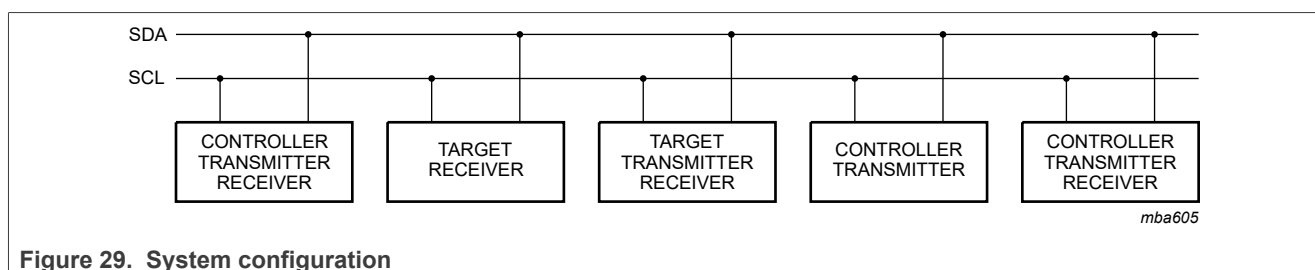 SDA
SCL
CONTROLLER
TRANSMITTER
RECEIVER
TARGET
RECEIVER
TARGET
TRANSMITTER
RECEIVER
CONTROLLER
TRANSMITTER
CONTROLLER
TRANSMITTER
RECEIVER
mba605
Figure 29. System configuration